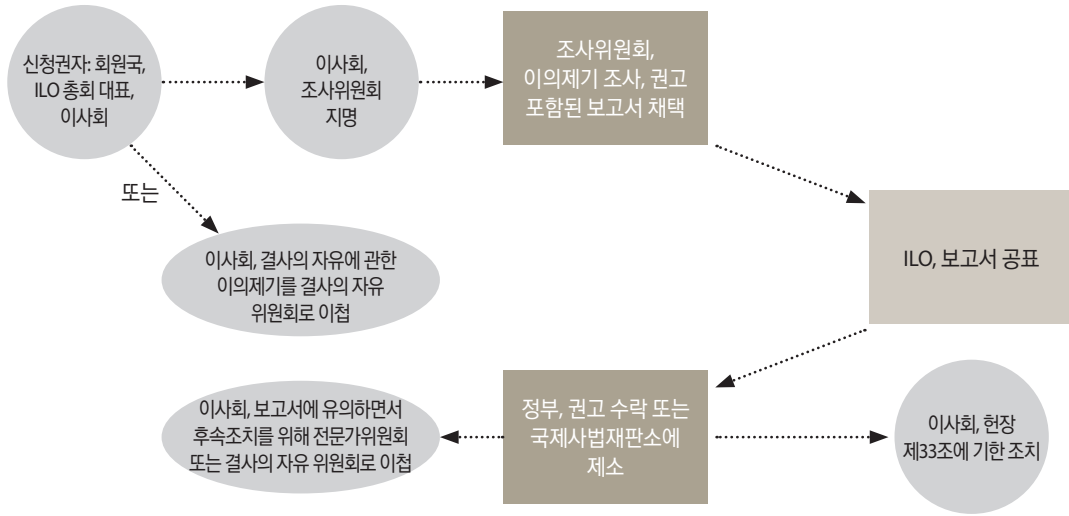 신청권자: 회원국,
ILO 총회 대표,
이사회
이사회,
조사위원회
지명
조사위원회,
이의제기 조사, 권고
포함된 보고서 채택
또는
이사회, 결사의 자유에 관한
이의제기를 결사의 자유
위원회로 이첩
ILO, 보고서 공표
정부, 권고 수락 또는
국제사법재판소에
제소
이사회, 보고서에 유의하면서
후속조치를 위해 전문가위원회
또는 결사의 자유 위원회로 이첩
이사회, 헌장
제33조에 기한 조치